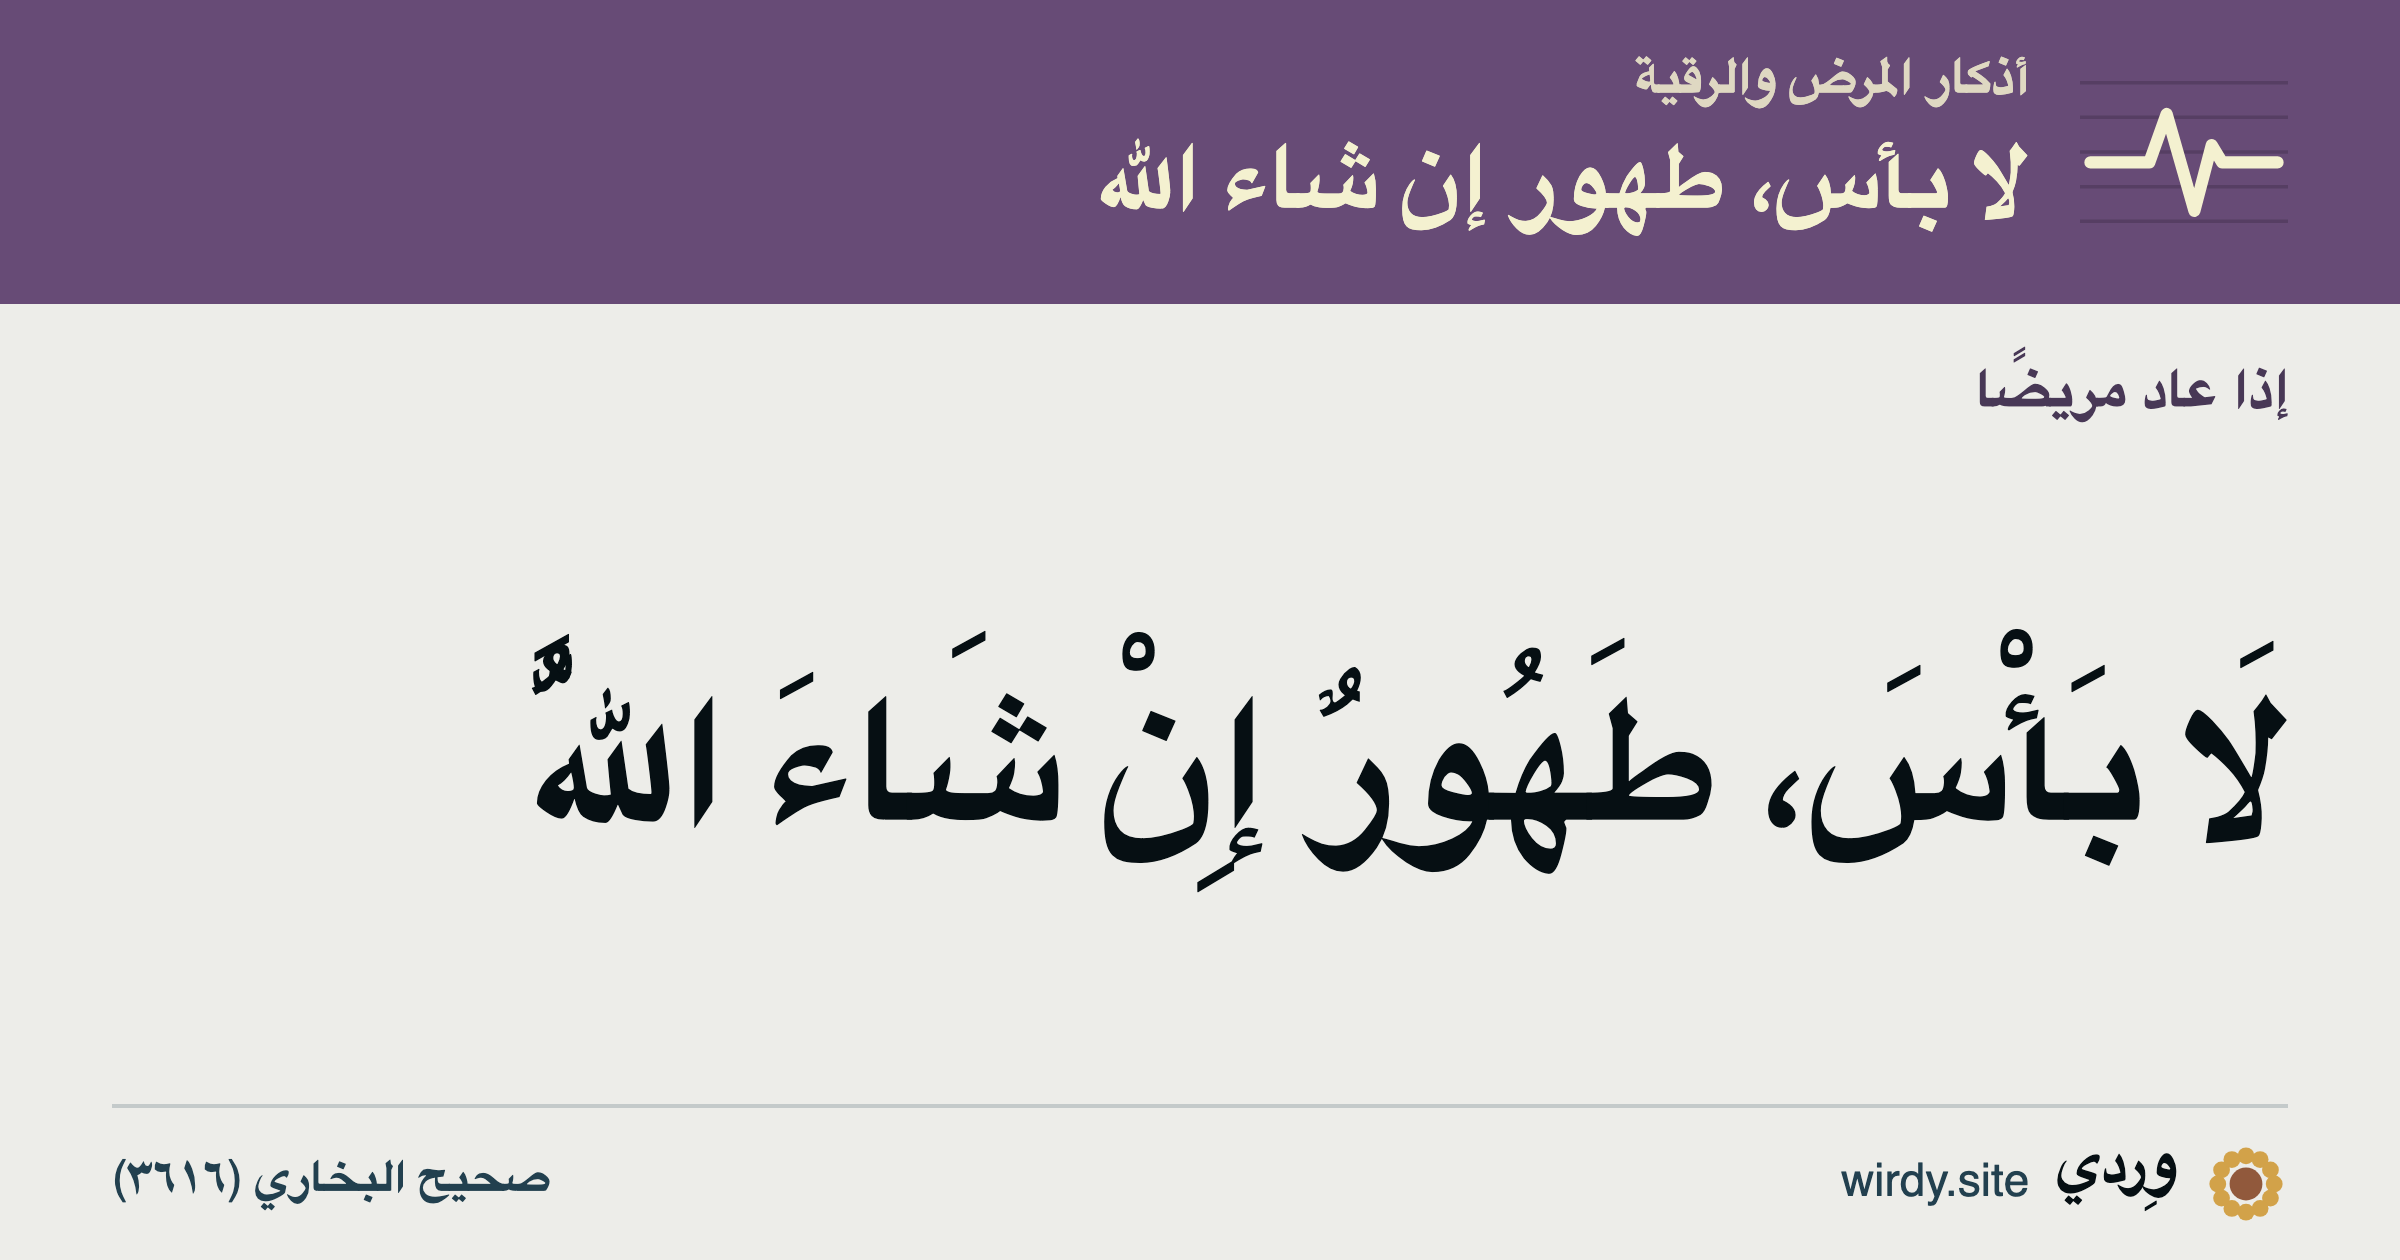 أذكار المرض والرقية
لا بأس، طهور إن شاء الله
إذا عاد مريضًا
لَا بَأْسَ، طَهُورٌ إِنْ شَاءَ اللهَُّ
وِردي wirdy.site
صحيح البخاري (٣٦١٦)